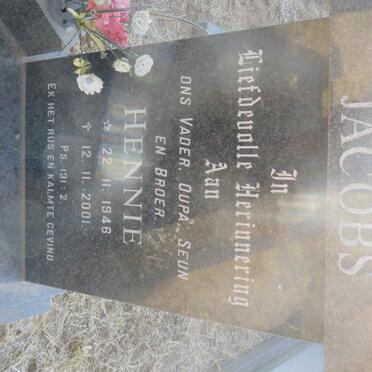 JACOBS
In
Liefdevolle Herinnering
Aan
ONS VADER, OUPA, SEUN
EN BROER.
HENNIE
☆ 22. 11. 1946
✝ 12. 11. 2001.
PS. 131 : 2.
EK HET RUS EN KALMTE GEVIND